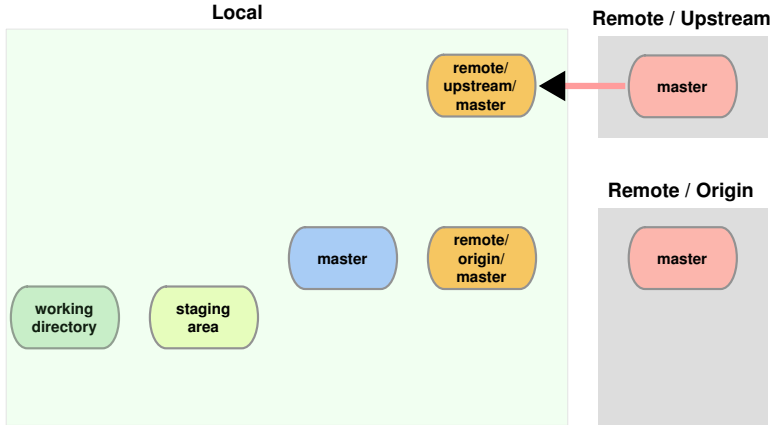 Local
Remote / Upstream
remote/
upstream/
master
master
Remote / Origin
master
remote/
origin/
master
master
working
directory
staging
area